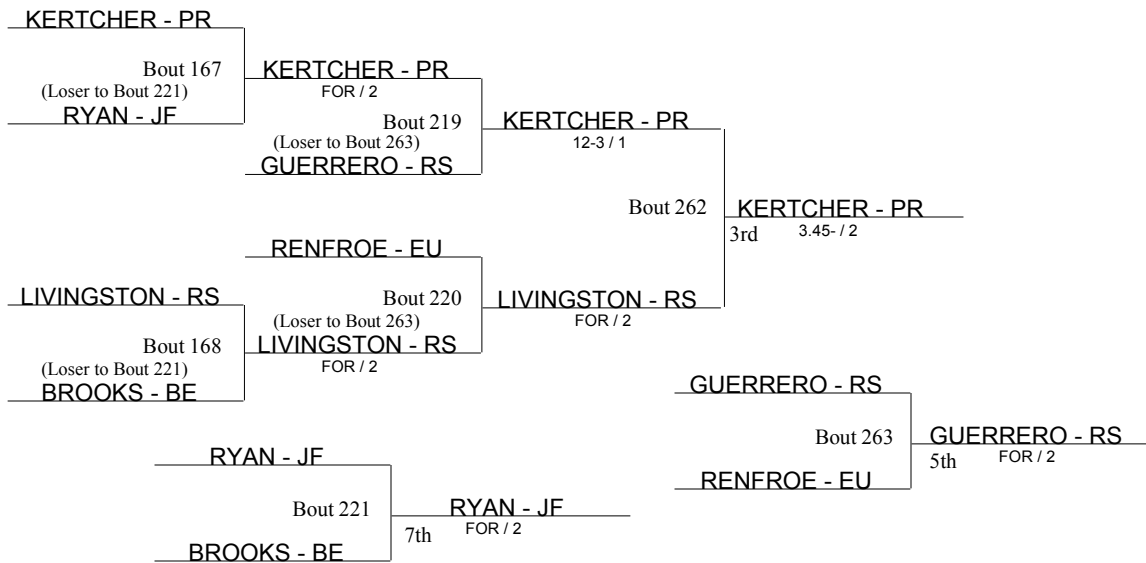 KERTCHER - PR
Bout 167
(Loser to Bout 221)
RYAN - JF
KERTCHER - PR
FOR / 2
Bout 219
(Loser to Bout 263)
GUERRERO - RS
KERTCHER - PR
12-3 / 1
Bout 262
KERTCHER - PR
3rd
3.45- / 2
RENFROE - EU
LIVINGSTON - RS
Bout 220
(Loser to Bout 263)
LIVINGSTON - RS
FOR / 2
Bout 168
(Loser to Bout 221)
LIVINGSTON - RS
FOR / 2
BROOKS - BE
GUERRERO - RS
Bout 263
GUERRERO - RS
5th
FOR / 2
RENFROE - EU
RYAN - JF
Bout 221
RYAN - JF
7th
FOR / 2
BROOKS - BE